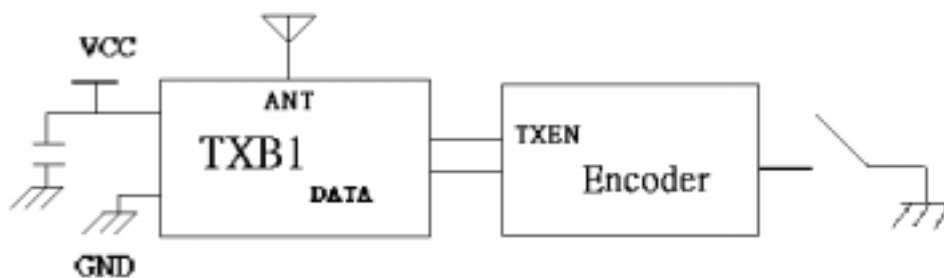 VCC
ANT
TXB1
TXEN
Encoder
DATA
GND